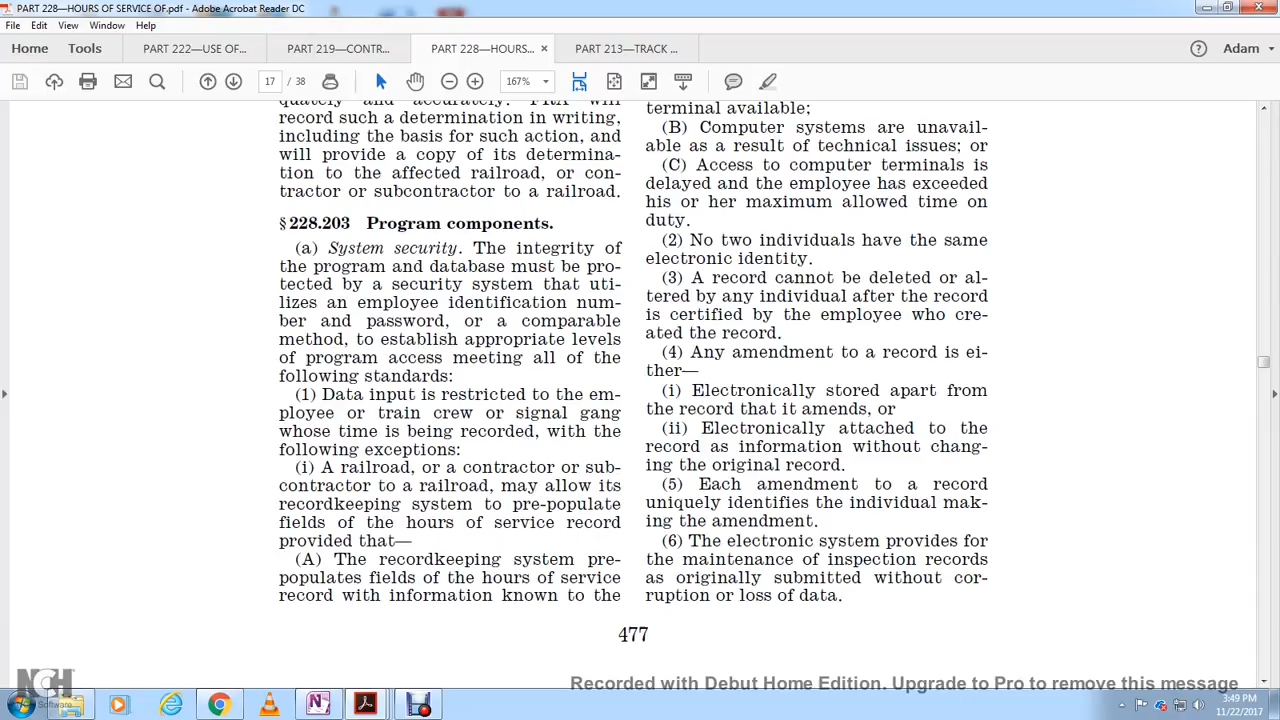 PART 228—HOURS OF SERVICE OF.pdf - Adobe Acrobat Reader DC
File Edit View Window Help
Home Tools PART 222—USE OF... PART 219—CONTR... PART 228—HOURS... × PART 213—TRACK ... Adam
17 / 38 167%
quately and accurately. FRA will
record such a determination in writing,
including the basis for such action, and
will provide a copy of its determina-
tion to the affected railroad, or con-
tractor or subcontractor to a railroad.
§ 228.203 Program components.
(a) System security. The integrity of
the program and database must be pro-
tected by a security system that uti-
lizes an employee identification num-
ber and password, or a comparable
method, to establish appropriate levels
of program access meeting all of the
following standards:
(1) Data input is restricted to the em-
ployee or train crew or signal gang
whose time is being recorded, with the
following exceptions:
(i) A railroad, or a contractor or sub-
contractor to a railroad, may allow its
recordkeeping system to pre-populate
fields of the hours of service record
provided that—
(A) The recordkeeping system pre-
populates fields of the hours of service
record with information known to the
terminal available;
(B) Computer systems are unavail-
able as a result of technical issues; or
(C) Access to computer terminals is
delayed and the employee has exceeded
his or her maximum allowed time on
duty.
(2) No two individuals have the same
electronic identity.
(3) A record cannot be deleted or al-
tered by any individual after the record
is certified by the employee who cre-
ated the record.
(4) Any amendment to a record is ei-
ther—
(i) Electronically stored apart from
the record that it amends, or
(ii) Electronically attached to the
record as information without chang-
ing the original record.
(5) Each amendment to a record
uniquely identifies the individual mak-
ing the amendment.
(6) The electronic system provides for
the maintenance of inspection records
as originally submitted without cor-
ruption or loss of data.
477
NCH
Software
Recorded with Debut Home Edition. Upgrade to Pro to remove this message
3:49 PM
11/22/2017